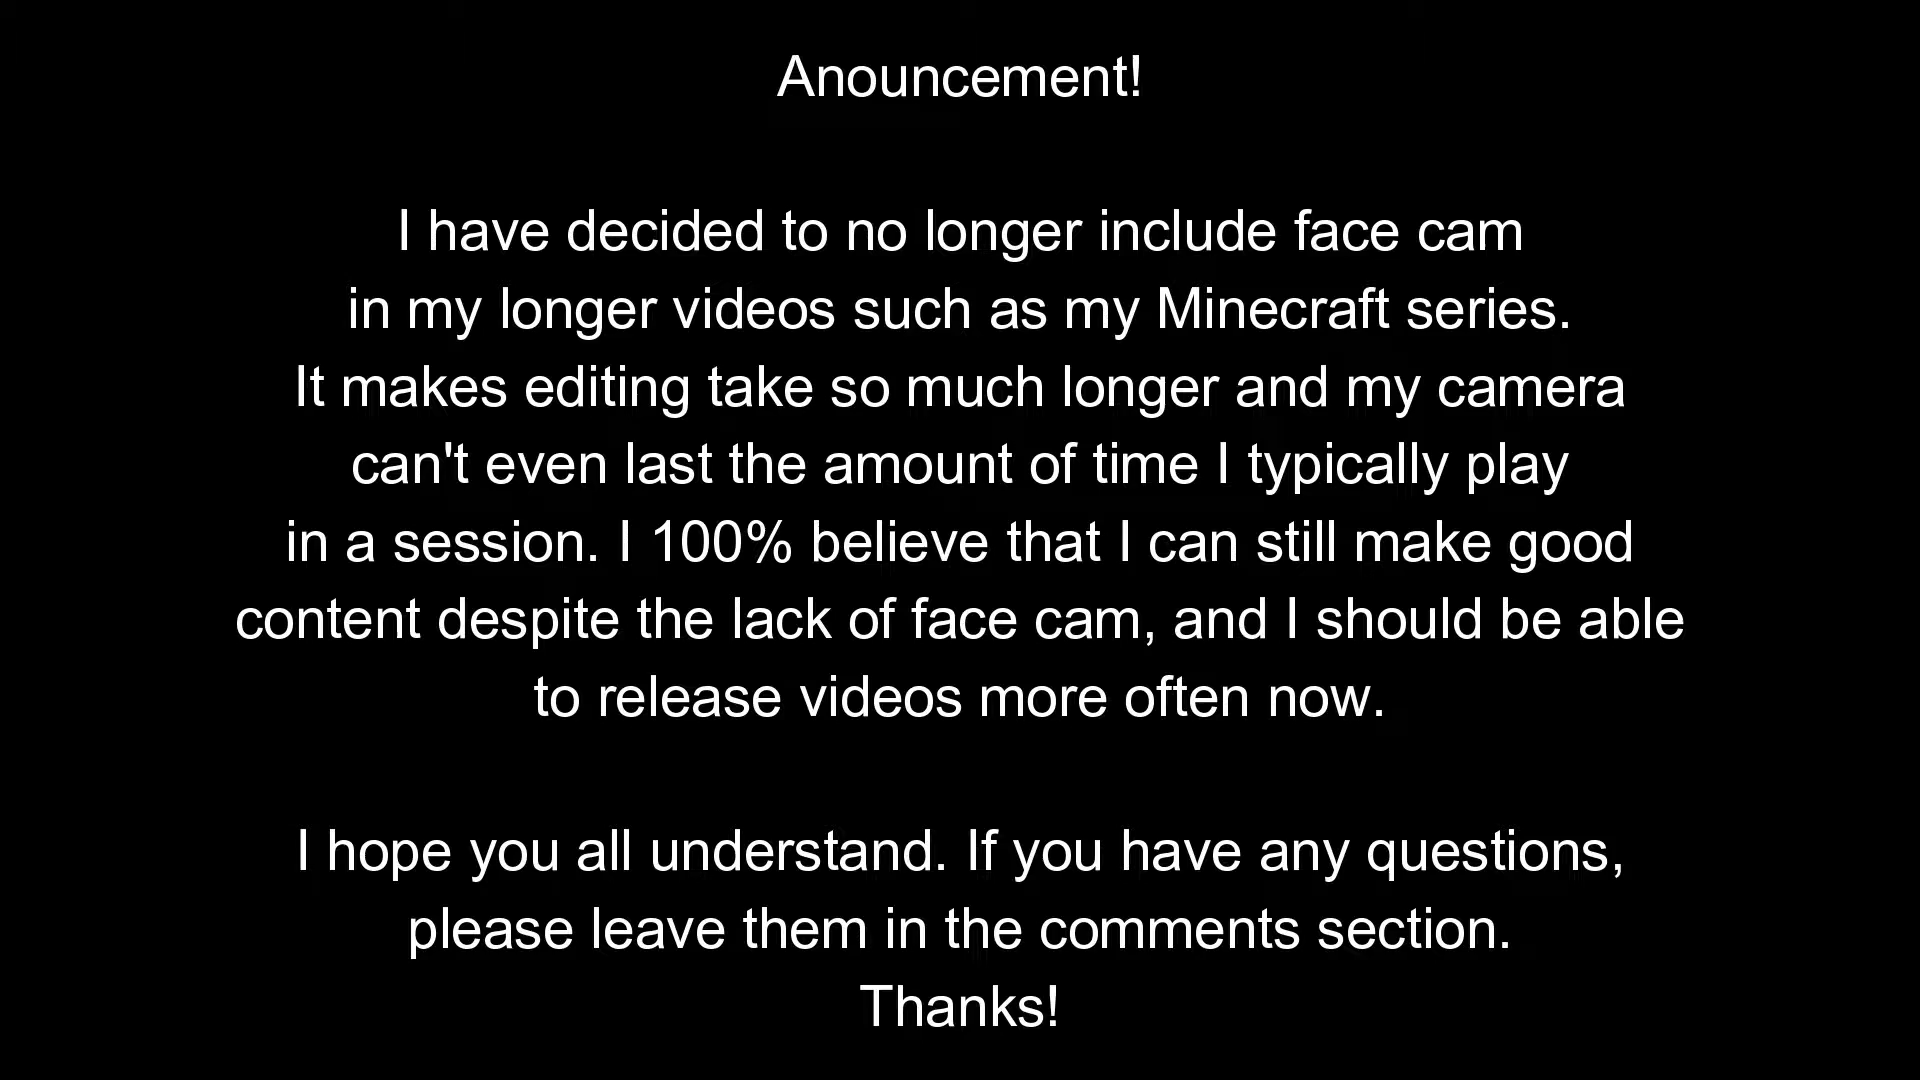 Anouncement!
I have decided to no longer include face cam
in my longer videos such as my Minecraft series.
It makes editing take so much longer and my camera
can't even last the amount of time I typically play
in a session. I 100% believe that I can still make good
content despite the lack of face cam, and I should be able
to release videos more often now.
I hope you all understand. If you have any questions,
please leave them in the comments section.
Thanks!